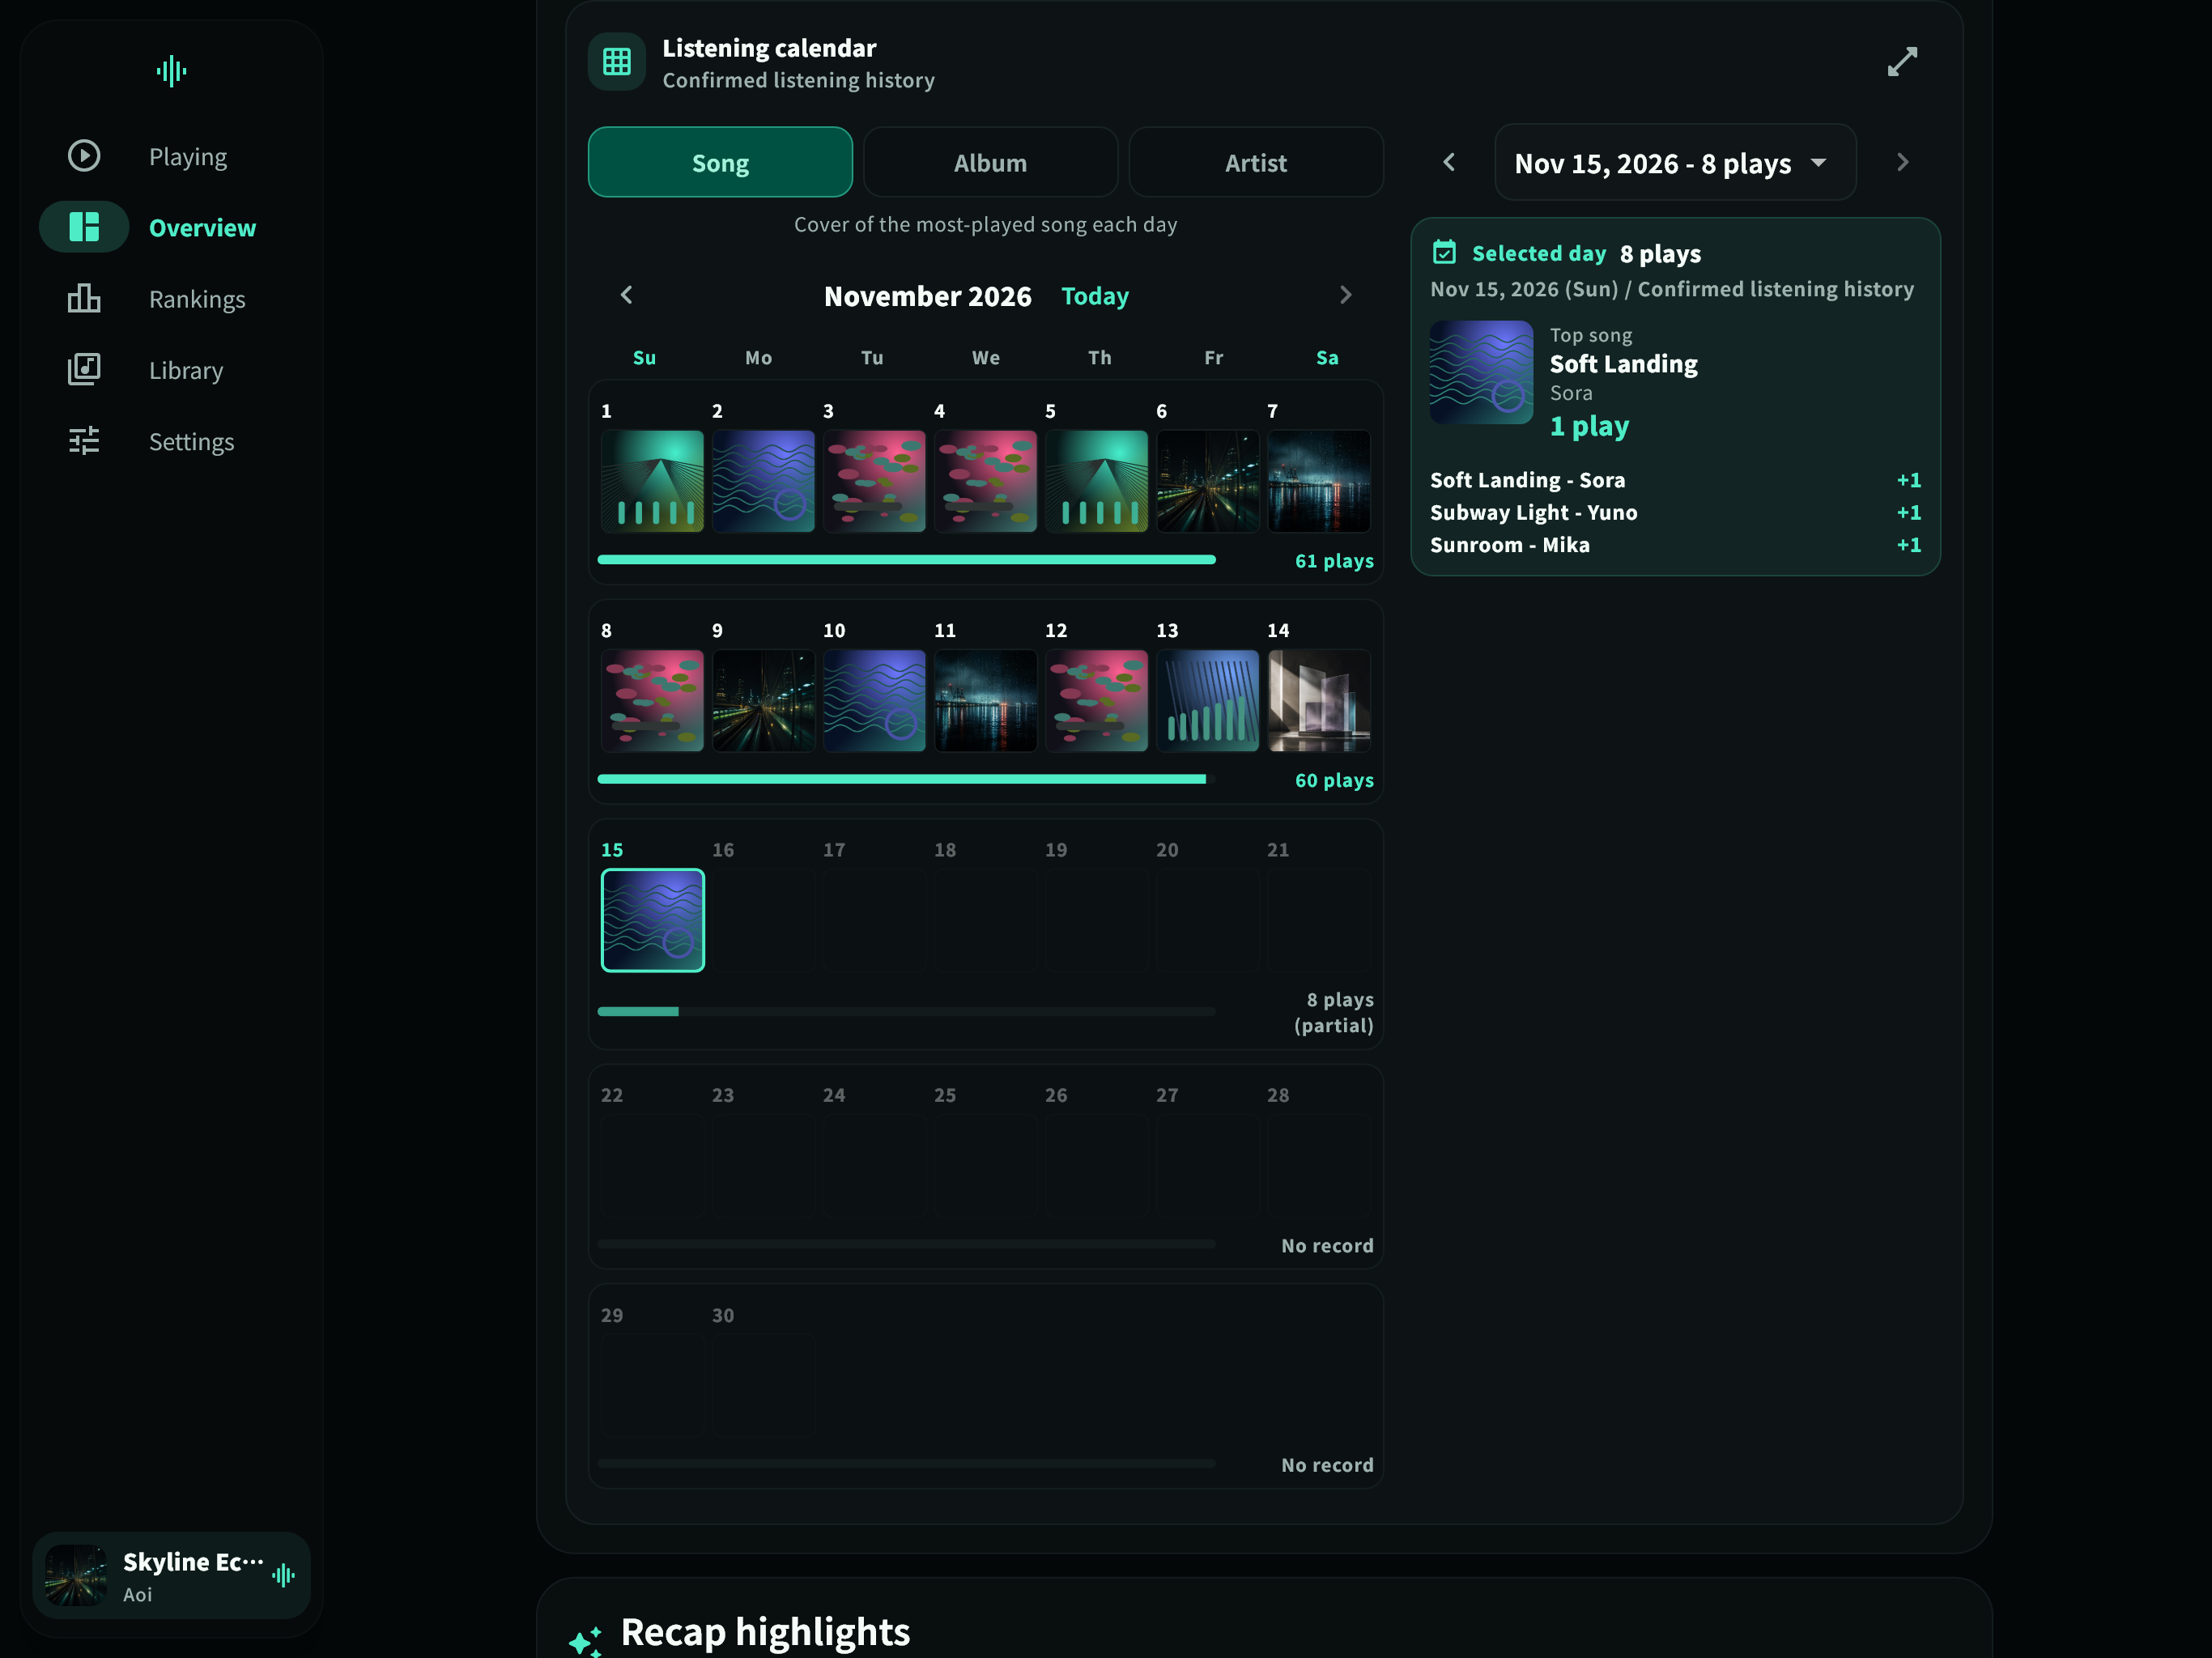 Playing
Overview
Rankings
Library
Settings
Skyline Ec···
Aoi
Listening calendar
Confirmed listening history
Song
Album
Artist
Cover of the most-played song each day
November 2026
Today
Su Mo Tu We Th Fr Sa
1 2 3 4 5 6 7
61 plays
8 9 10 11 12 13 14
60 plays
15 16 17 18 19 20 21
8 plays
(partial)
22 23 24 25 26 27 28
No record
29 30
No record
Nov 15, 2026 - 8 plays
Selected day 8 plays
Nov 15, 2026 (Sun) / Confirmed listening history
Top song
Soft Landing
Sora
1 play
Soft Landing - Sora +1
Subway Light - Yuno +1
Sunroom - Mika +1
Recap highlights